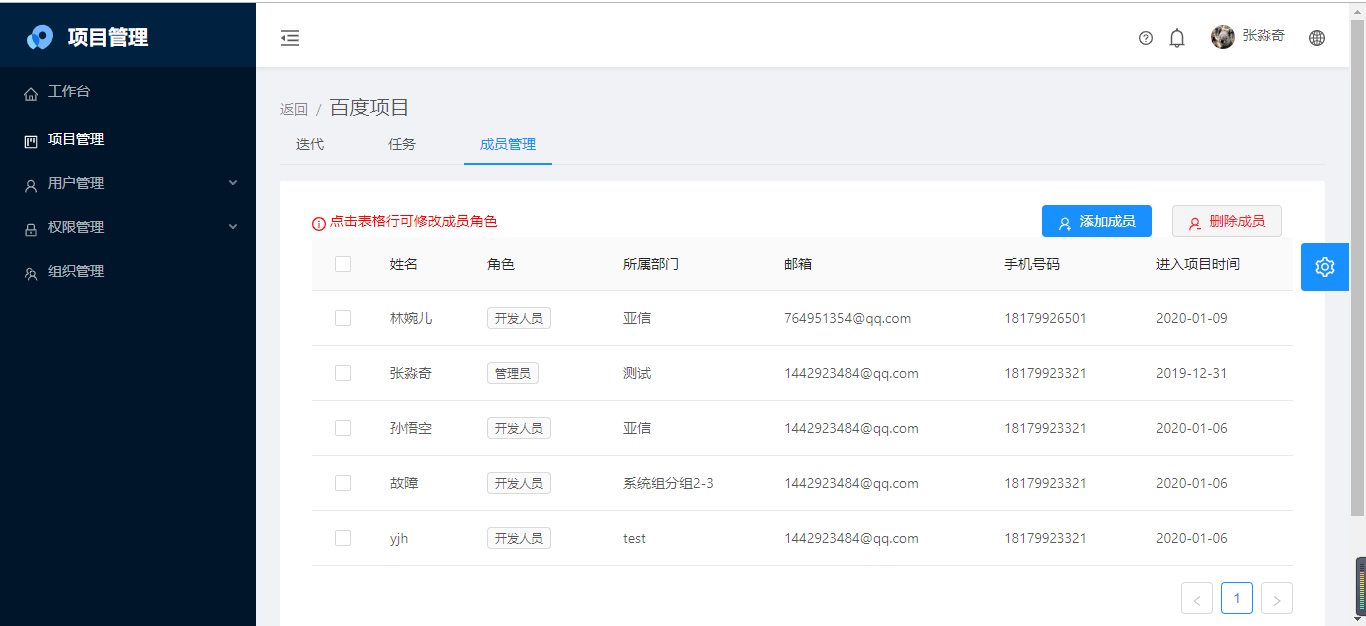 项目管理
张淼奇
工作台
项目管理
用户管理
权限管理
组织管理
返回 / 百度项目
迭代 任务 成员管理
点击表格行可修改成员角色 添加成员 删除成员
姓名 角色 所属部门 邮箱 手机号码 进入项目时间
林婉儿 开发人员 亚信 764951354@qq.com 18179926501 2020-01-09
张淼奇 管理员 测试 1442923484@qq.com 18179923321 2019-12-31
孙悟空 开发人员 亚信 1442923484@qq.com 18179923321 2020-01-06
故障 开发人员 系统组分组2-3 1442923484@qq.com 18179923321 2020-01-06
yjh 开发人员 test 1442923484@qq.com 18179923321 2020-01-06
< 1 >